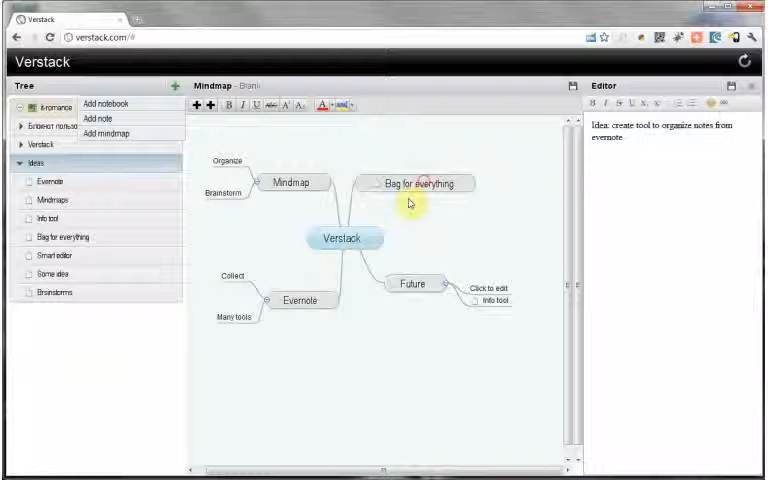 Verstack
verstack.com/#
Verstack
Tree
Mindmap - Blank
Editor
Add notebook
Add note
Add mindmap
Verstack
Ideas
Evernote
Mindmaps
Info tool
Bag for everything
Smart editor
Some idea
Brainstorms
B I U ABC
A
B I S U X, X'
Organize
Mindmap
Brainstorm
Bag for everything
Verstack
Collect
Evernote
Many tools
Future
Click to edit
Info tool
Idea: create tool to organize notes from
evernote